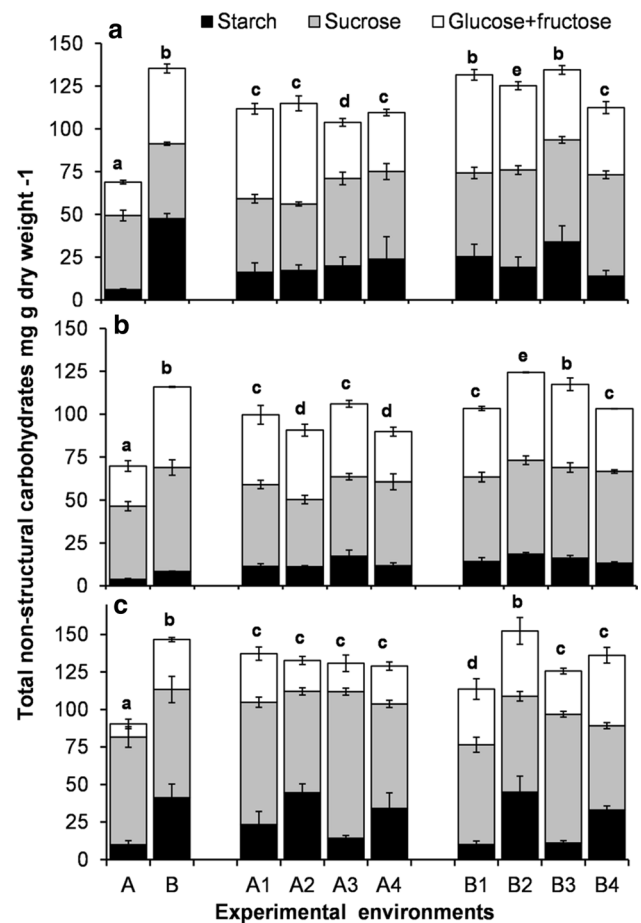 Starch Sucrose Glucose+fructose
Total non-structural carbohydrates mg g dry weight -1
a
150
125
100
75
50
25
0
a b c c d c b e b c
b
150
125
100
75
50
25
0
a b c d c d c e b c
c
150
125
100
75
50
25
0
a b c c c c d b c c
A B A1 A2 A3 A4 B1 B2 B3 B4
Experimental environments